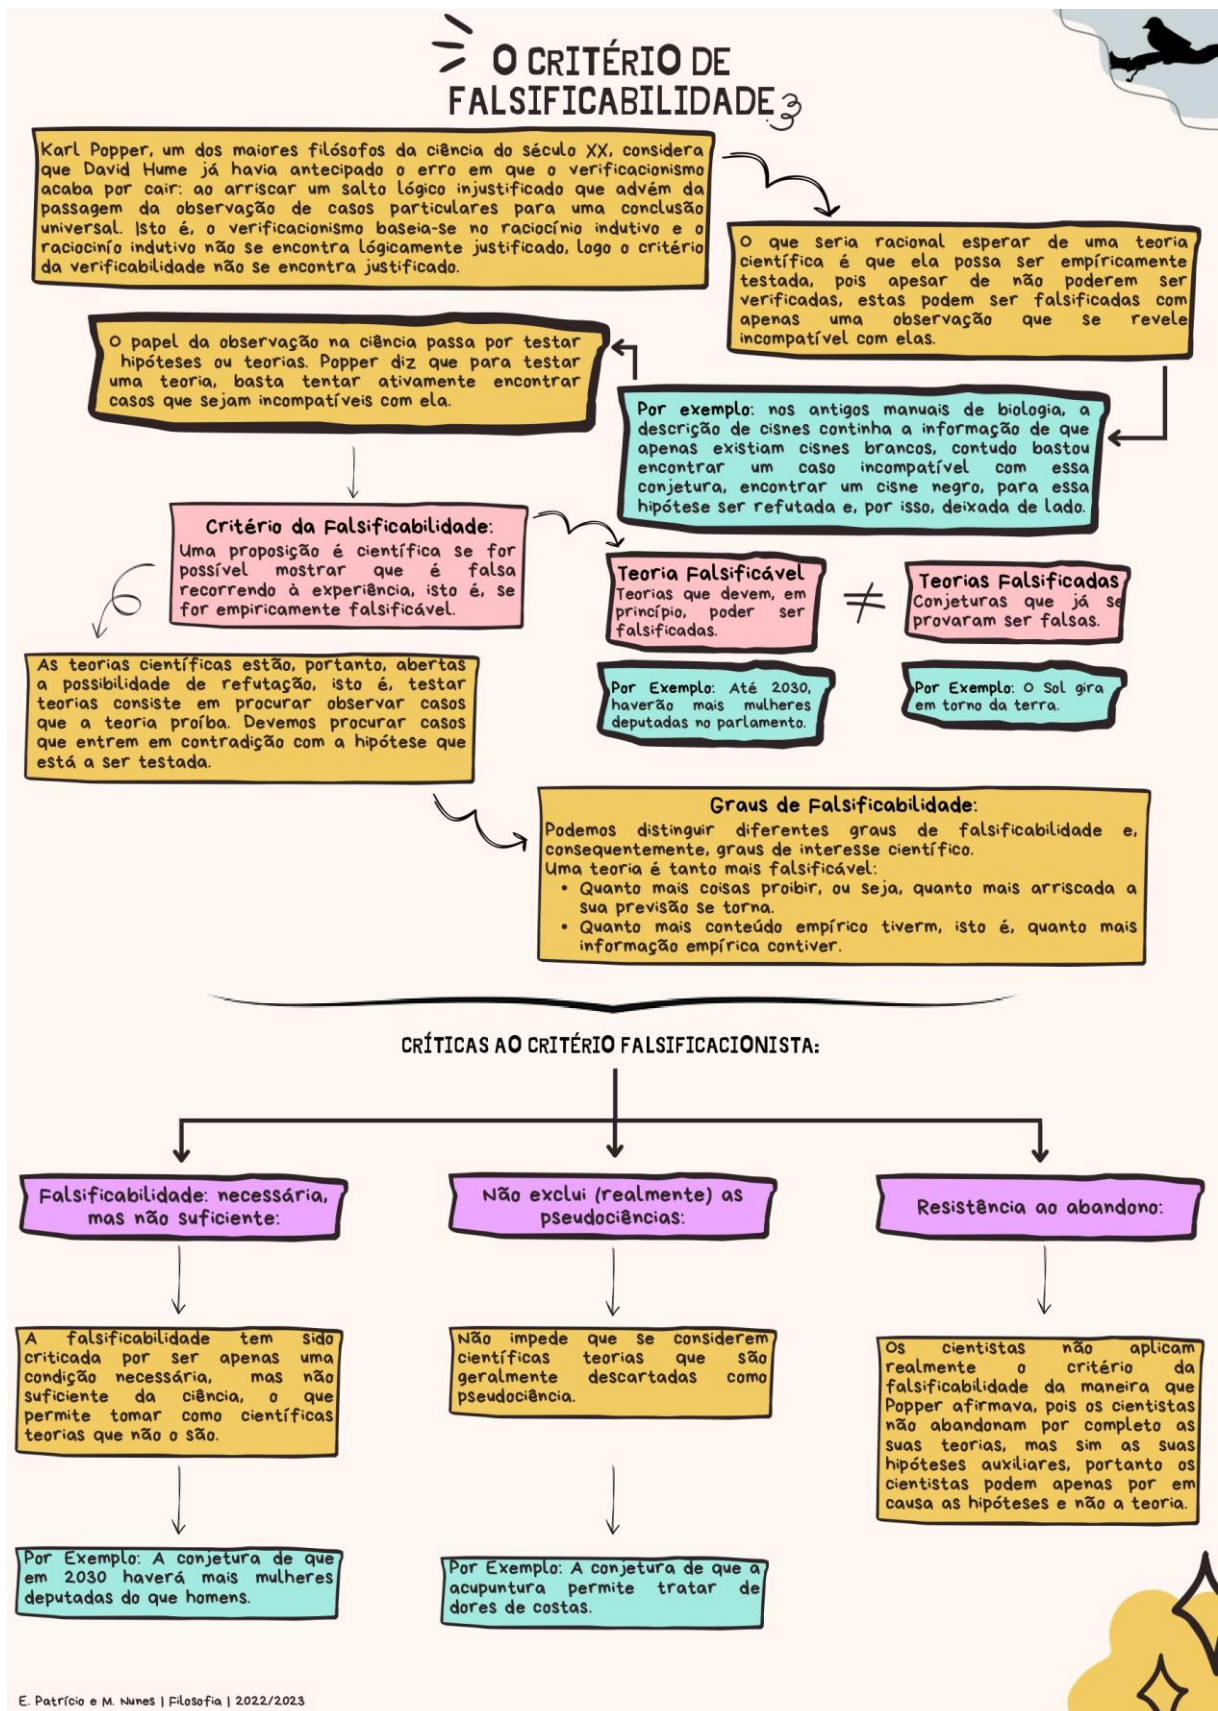 O CRITÉRIO DE
FALSIFICABILIDADE
Karl Popper, um dos maiores filósofos da ciência do século XX, considera
que David Hume já havia antecipado o erro em que o verificacionismo
acaba por cair: ao arriscar um salto lógico injustificado que advém da
passagem da observação de casos particulares para uma conclusão
universal. Isto é, o verificacionismo baseia-se no raciocínio indutivo e o
raciocinío indutivo não se encontra lógicamente justificado, logo o critério
da verificabilidade não se encontra justificado.
O que seria racional esperar de uma teoria
científica é que ela possa ser empíricamente
testada, pois apesar de não poderem ser
verificadas, estas podem ser falsificadas com
apenas uma observação que se revele
incompatível com elas.
O papel da observação na ciência passa por testar
hipóteses ou teorias. Popper diz que para testar
uma teoria, basta tentar ativamente encontrar
casos que sejam incompatíveis com ela.
Por exemplo: nos antigos manuais de biologia, a
descrição de cisnes continha a informação de que
apenas existiam cisnes brancos, contudo bastou
encontrar um caso incompatível com essa
conjetura, encontrar um cisne negro, para essa
hipótese ser refutada e, por isso, deixada de lado.
Critério da Falsificabilidade:
Uma proposição é científica se for
possível mostrar que é falsa
recorrendo à experiência, isto é, se
for empiricamente falsificável.
Teoria Falsificável
Teorias que devem, em
princípio, poder ser
falsificadas.
≠
Teorias Falsificadas
Conjeturas que já se
provaram ser falsas.
Por Exemplo: Até 2030,
haverão mais mulheres
deputadas no parlamento.
Por Exemplo: O Sol gira
em torno da terra.
As teorias científicas estão, portanto, abertas
a possibilidade de refutação, isto é, testar
teorias consiste em procurar observar casos
que a teoria proíba. Devemos procurar casos
que entrem em contradição com a hipótese que
está a ser testada.
Graus de Falsificabilidade:
Podemos distinguir diferentes graus de falsificabilidade e,
consequentemente, graus de interesse científico.
Uma teoria é tanto mais falsificável:
• Quanto mais coisas proibir, ou seja, quanto mais arriscada a
sua previsão se torna.
• Quanto mais conteúdo empírico tiverm, isto é, quanto mais
informação empírica contiver.
CRÍTICAS AO CRITÉRIO FALSIFICACIONISTA:
Falsificabilidade: necessária,
mas não suficiente:
A falsificabilidade tem sido
criticada por ser apenas uma
condição necessária, mas não
suficiente da ciência, o que
permite tomar como científicas
teorias que não o são.
Por Exemplo: A conjetura de que
em 2030 haverá mais mulheres
deputadas do que homens.
Não exclui (realmente) as
pseudociências:
Não impede que se considerem
científicas teorias que são
geralmente descartadas como
pseudociência.
Por Exemplo: A conjetura de que a
acupuntura permite tratar de
dores de costas.
Resistência ao abandono:
Os cientistas não aplicam
realmente o critério da
falsificabilidade da maneira que
Popper afirmava, pois os cientistas
não abandonam por completo as
suas teorias, mas sim as suas
hipóteses auxiliares, portanto os
cientistas podem apenas por em
causa as hipóteses e não a teoria.
E. Patrício e M. Nunes | Filosofia | 2022/2023